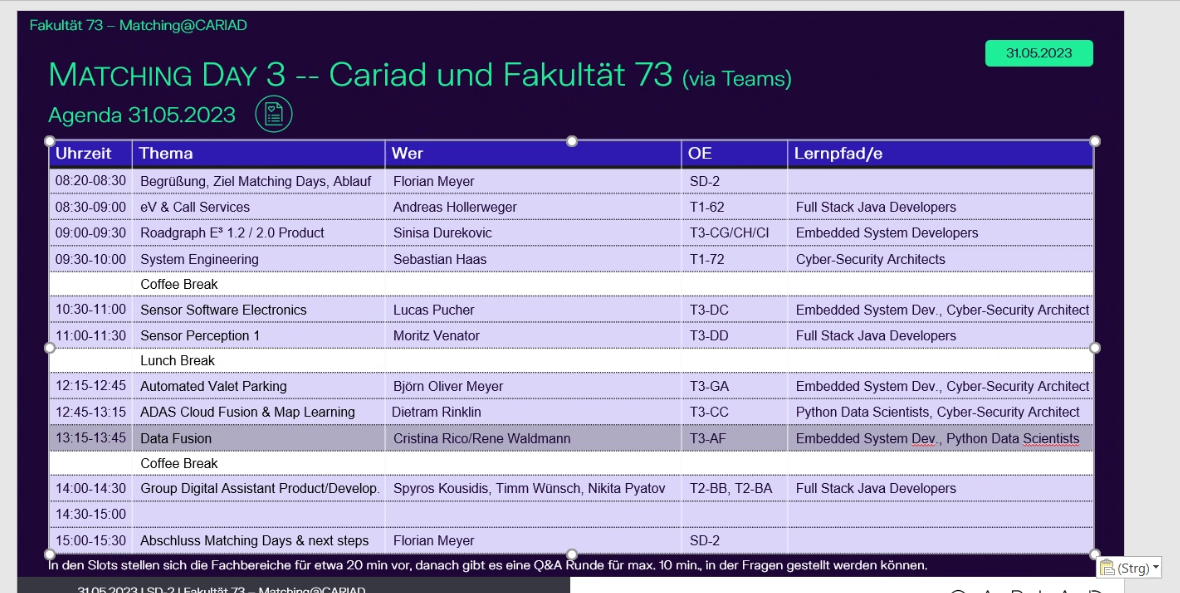 Fakultät 73 – Matching@CARIAD
31.05.2023
MATCHING DAY 3 -- Cariad und Fakultät 73 (via Teams)
Agenda 31.05.2023
Uhrzeit Thema Wer OE Lernpfad/e
08:20-08:30 Begrüßung, Ziel Matching Days, Ablauf Florian Meyer SD-2
08:30-09:00 eV & Call Services Andreas Hollerweger T1-62 Full Stack Java Developers
09:00-09:30 Roadgraph E³ 1.2 / 2.0 Product Sinisa Durekovic T3-CG/CH/CI Embedded System Developers
09:30-10:00 System Engineering Sebastian Haas T1-72 Cyber-Security Architects
Coffee Break
10:30-11:00 Sensor Software Electronics Lucas Pucher T3-DC Embedded System Dev., Cyber-Security Architect
11:00-11:30 Sensor Perception 1 Moritz Venator T3-DD Full Stack Java Developers
Lunch Break
12:15-12:45 Automated Valet Parking Björn Oliver Meyer T3-GA Embedded System Dev., Cyber-Security Architect
12:45-13:15 ADAS Cloud Fusion & Map Learning Dietram Rinklin T3-CC Python Data Scientists, Cyber-Security Architect
13:15-13:45 Data Fusion Cristina Rico/Rene Waldmann T3-AF Embedded System Dev., Python Data Scientists
Coffee Break
14:00-14:30 Group Digital Assistant Product/Develop. Spyros Kousidis, Timm Wünsch, Nikita Pyatov T2-BB, T2-BA Full Stack Java Developers
14:30-15:00
15:00-15:30 Abschluss Matching Days & next steps Florian Meyer SD-2
In den Slots stellen sich die Fachbereiche für etwa 20 min vor, danach gibt es eine Q&A Runde für max. 10 min., in der Fragen gestellt werden können.
(Strg)
31.05.2023 | SD-2 | Fakultät 73 – Matching@CARIAD